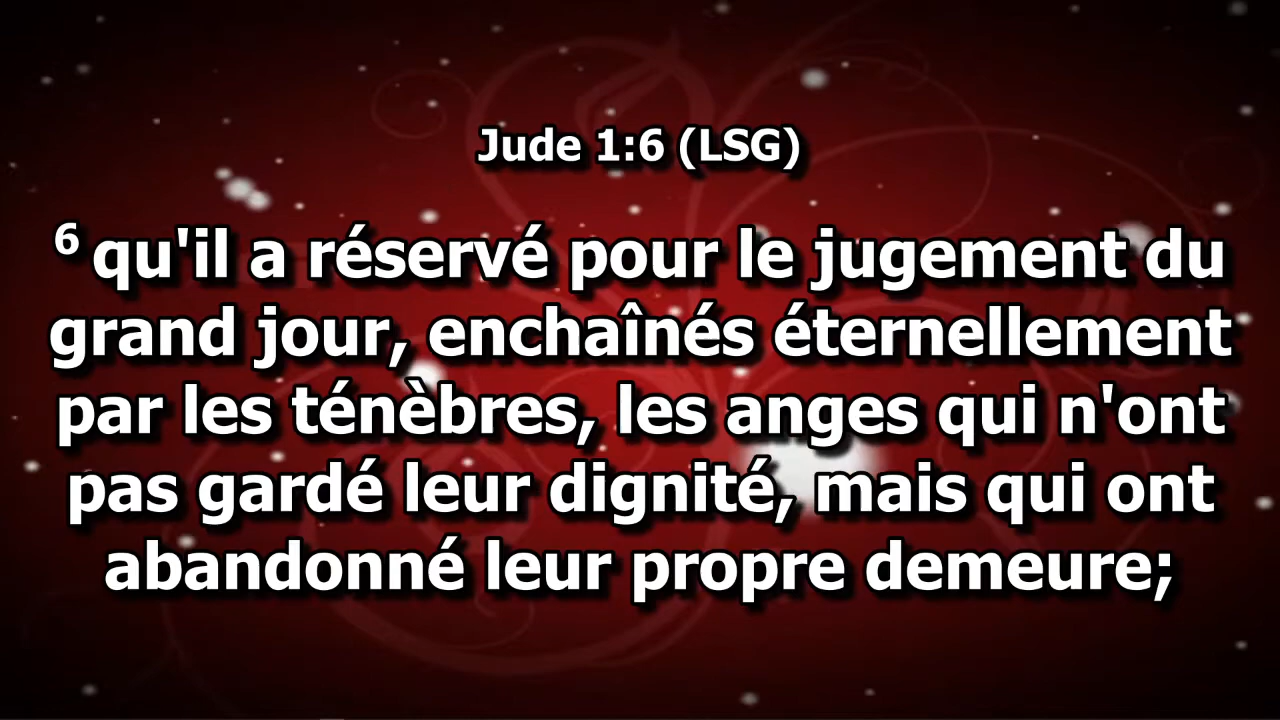 Jude 1:6 (LSG)
6 qu'il a réservé pour le jugement du
grand jour, enchaînés éternellement
par les ténèbres, les anges qui n'ont
pas gardé leur dignité, mais qui ont
abandonné leur propre demeure;